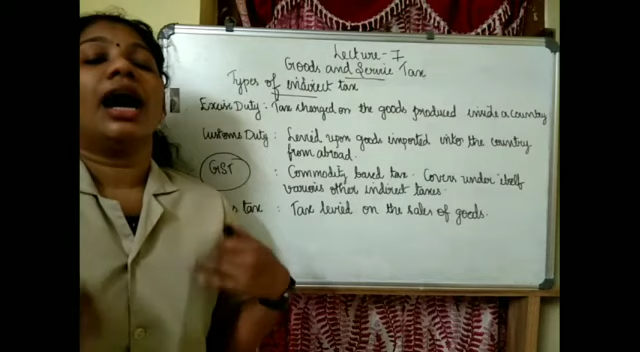 Lecture - 7
Goods and Service Tax
Types of indirect tax
Excise Duty : Tax charged on the goods produced inside a country
Customs Duty : Levied upon goods imported into the country
from abroad.
GST : Commodity based tax. Covers under itself
various other indirect taxes.
s tax : Tax levied on the sales of goods.